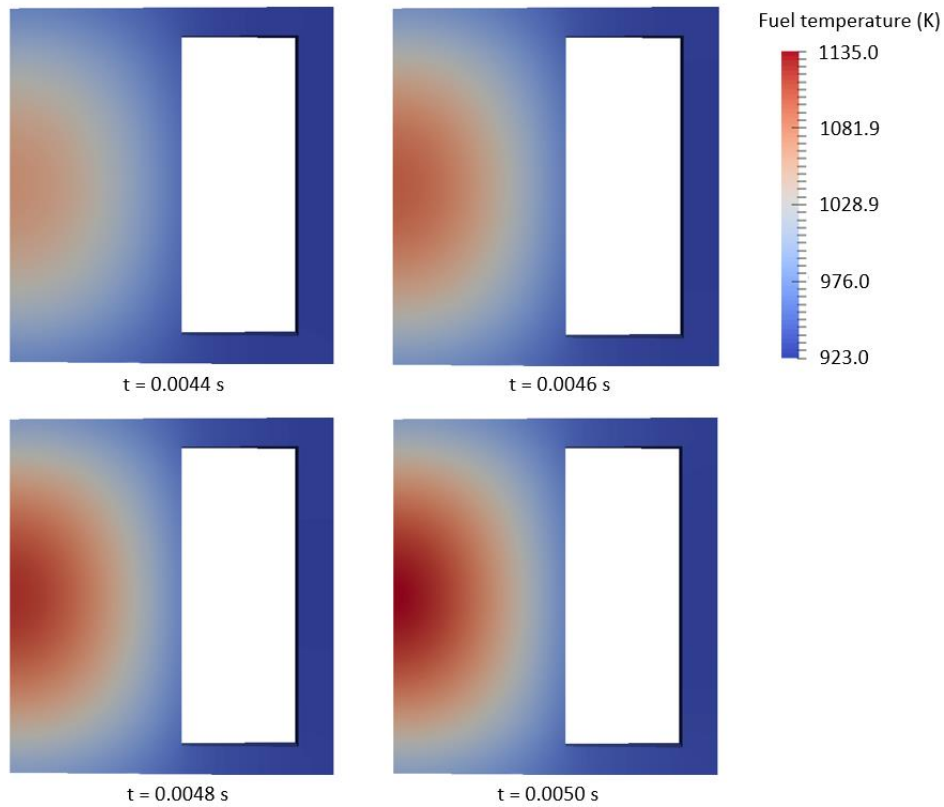 Fuel temperature (K)
1135.0
1081.9
1028.9
976.0
923.0
t = 0.0044 s
t = 0.0046 s
t = 0.0048 s
t = 0.0050 s